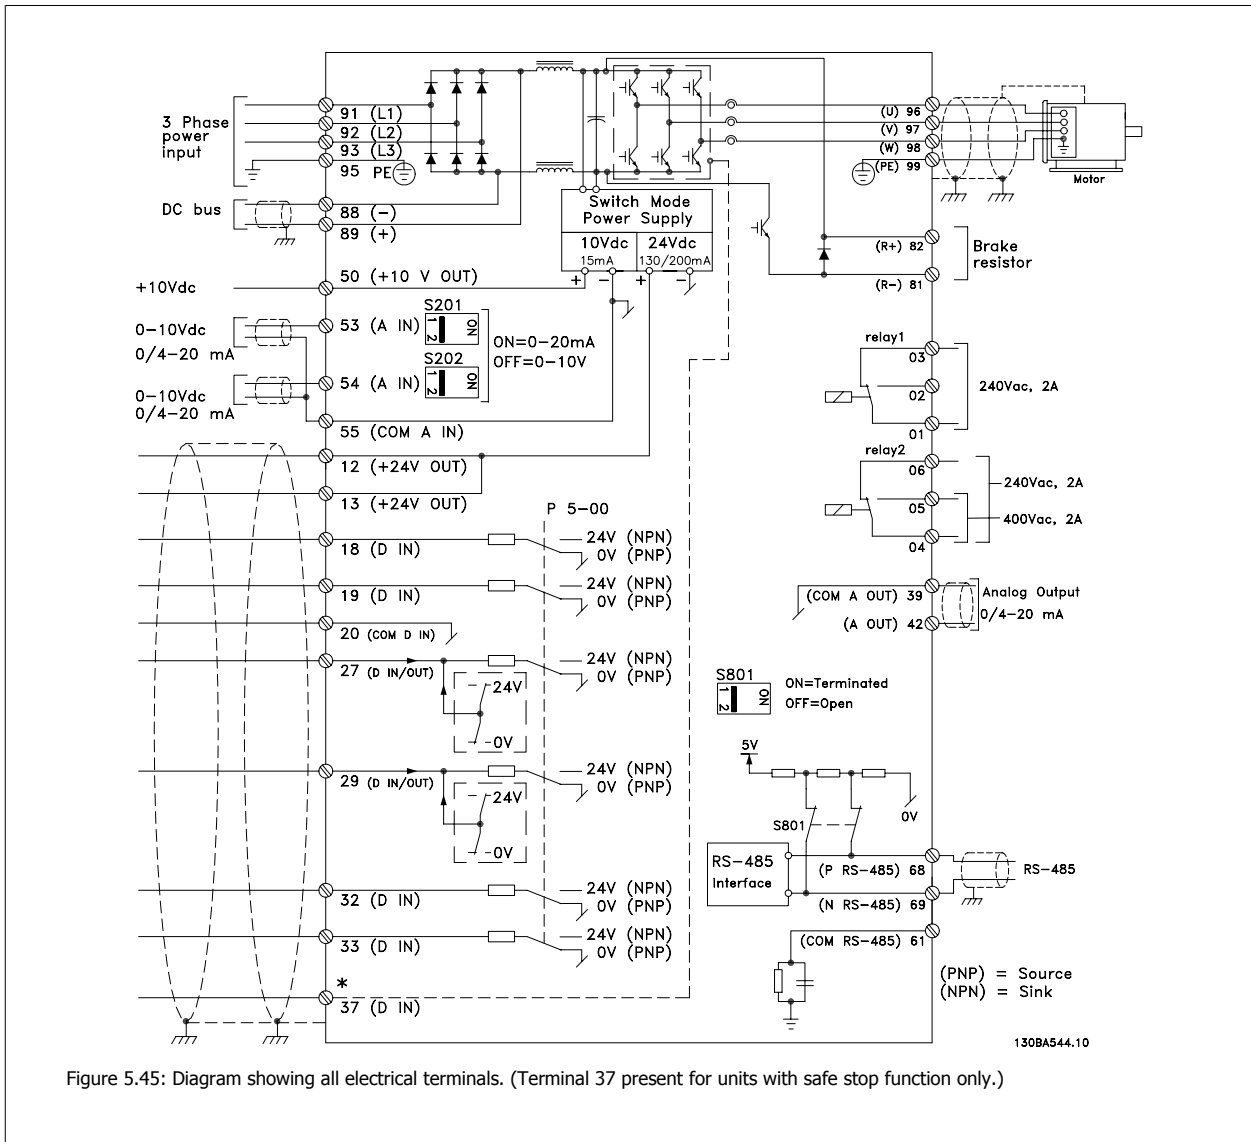 3 Phase
power
input
91 (L1)
92 (L2)
93 (L3)
95 PE
DC bus
88 (−)
89 (+)
+10Vdc
50 (+10 V OUT)
0−10Vdc
0/4−20 mA
53 (A IN)
S201
1 2
ON
ON=0−20mA
OFF=0−10V
0−10Vdc
0/4−20 mA
54 (A IN)
S202
1 2
ON
55 (COM A IN)
12 (+24V OUT)
13 (+24V OUT)
P 5-00
18 (D IN)
24V (NPN)
0V (PNP)
19 (D IN)
24V (NPN)
0V (PNP)
20 (COM D IN)
27 (D IN/OUT)
24V (NPN)
0V (PNP)
24V
0V
29 (D IN/OUT)
24V (NPN)
0V (PNP)
24V
0V
32 (D IN)
24V (NPN)
0V (PNP)
33 (D IN)
24V (NPN)
0V (PNP)
*
37 (D IN)
Switch Mode
Power Supply
10Vdc
15mA
24Vdc
130/200mA
+ − + −
(U) 96
(V) 97
(W) 98
(PE) 99
Motor
(R+) 82
(R−) 81
Brake
resistor
relay1
03
02
01
240Vac, 2A
relay2
06
05
04
240Vac, 2A
400Vac, 2A
(COM A OUT) 39
(A OUT) 42
Analog Output
0/4−20 mA
S801
1 2
ON
ON=Terminated
OFF=Open
5V
0V
S801
RS−485
Interface
(P RS−485) 68
(N RS−485) 69
RS−485
(COM RS−485) 61
(PNP) = Source
(NPN) = Sink
130BA544.10
Figure 5.45: Diagram showing all electrical terminals. (Terminal 37 present for units with safe stop function only.)